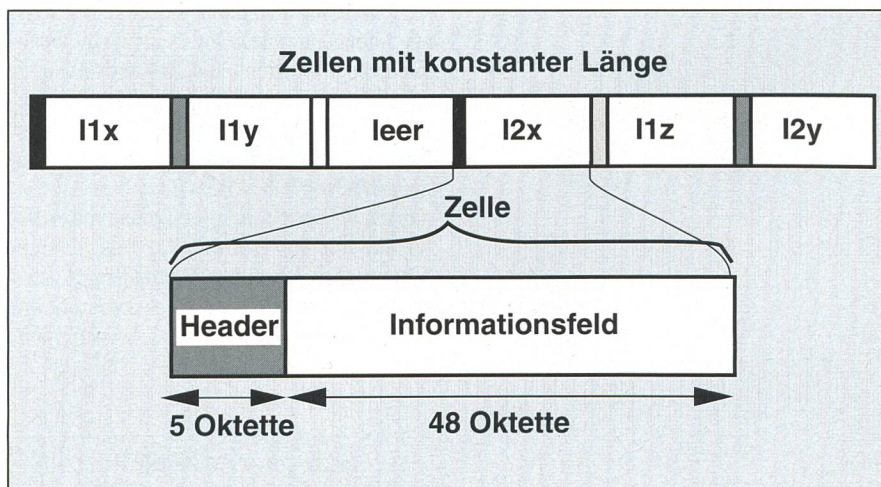 Zellen mit konstanter Länge
I1x I1y leer I2x I1z I2y
Zelle
Header Informationsfeld
5 Oktette 48 Oktette